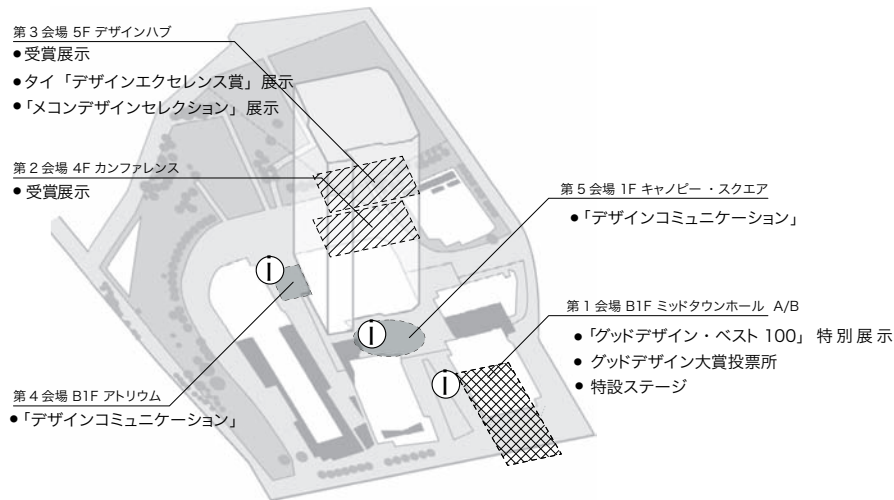 第3会場 5F デザインハブ
●受賞展示
●タイ「デザインエクセレンス賞」展示
●「メコンデザインセレクション」展示
第2会場 4F カンファレンス
● 受賞展示
第5会場 1F キャノピー・スクエア
●「デザインコミュニケーション」
第1会場 B1F ミッドタウンホール A/B
●「グッドデザイン・ベスト 100」特別展示
● グッドデザイン大賞投票所
● 特設ステージ
第4会場 B1F アトリウム
●「デザインコミュニケーション」
i
i
i